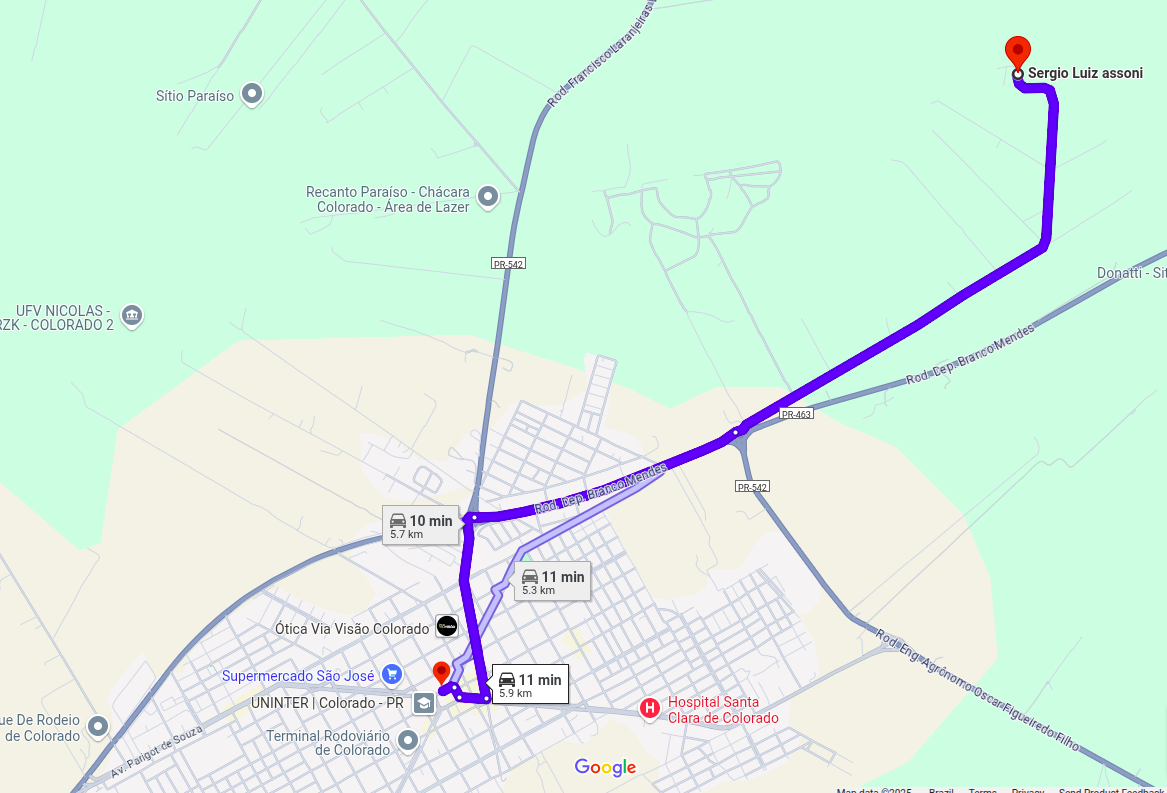 Rod. Francisco Laranjeiras
Sergio Luiz assoni
Sítio Paraíso
Recanto Paraíso - Chácara
Colorado - Área de Lazer
PR-542
Donatti - Sít
UFV NICOLAS -
RZK - COLORADO 2
Rod. Dep. Branco Mendes
PR-463
Rod. Dep. Branco Mendes
PR-542
10 min
5.7 km
11 min
5.3 km
Ótica Via Visão Colorado
Rod. Eng. Agrônomo Oscar Figueiredo Filho
Supermercado São José
11 min
5.9 km
UNINTER | Colorado - PR
H
Hospital Santa
Clara de Colorado
que De Rodeio
de Colorado
Terminal Rodoviário
de Colorado
Av. Parigot de Souza
Google
Map data ©2025
Brazil
Terms
Privacy
Send Product Feedback